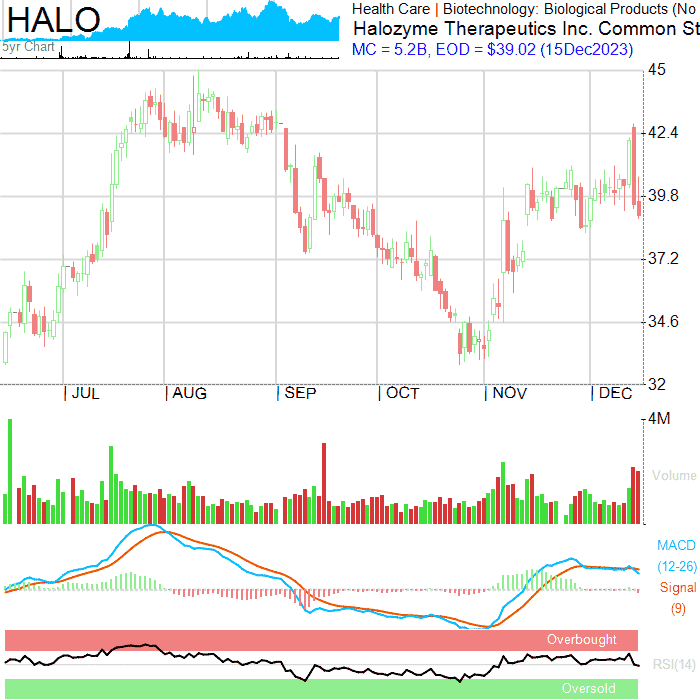 HALO
5yr Chart
Health Care | Biotechnology: Biological Products (No
Halozyme Therapeutics Inc. Common St
MC = 5.2B, EOD = $39.02 (15Dec2023)
45
42.4
39.8
37.2
34.6
32
| JUL | AUG | SEP | OCT | NOV | DEC
4M
Volume
MACD
(12-26)
Signal
(9)
Overbought
RSI(14)
Oversold